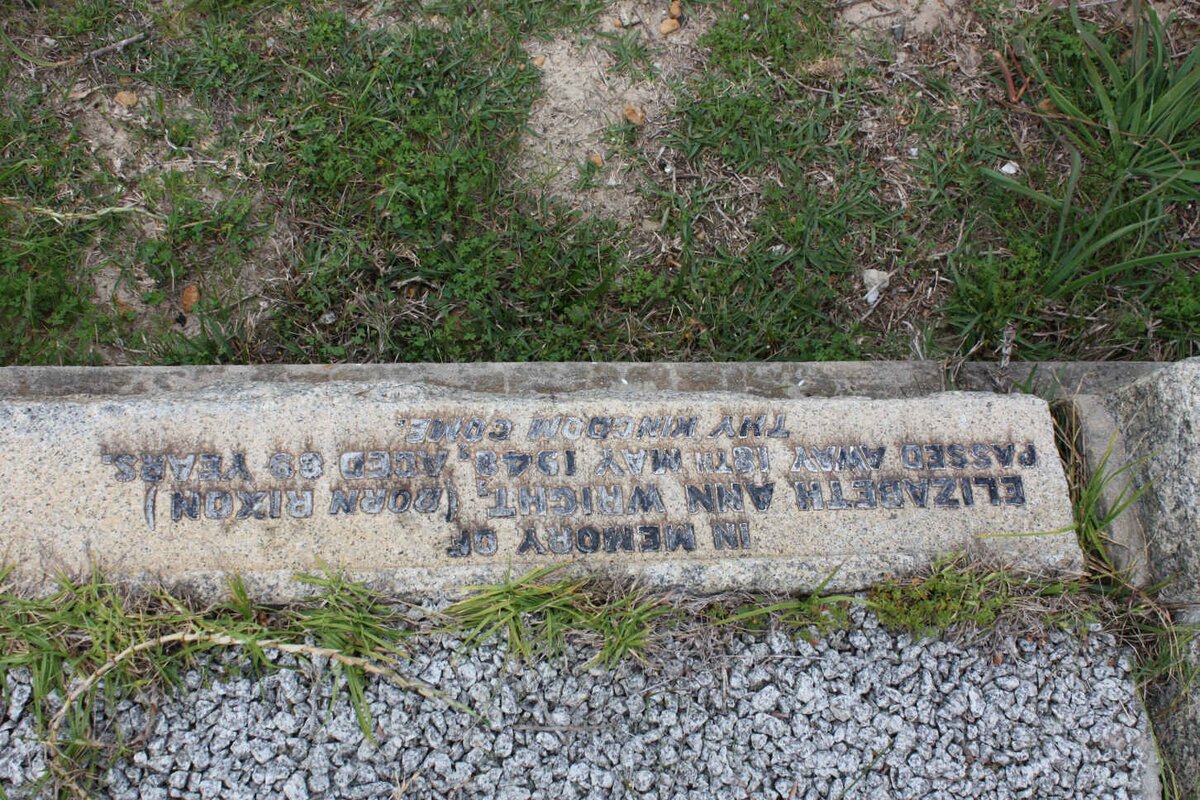 IN MEMORY OF
ELIZABETH ANN WRIGHT, (BORN RIXON)
PASSED AWAY 18TH MAY 1948, AGED 89 YEARS.
THY KINGDOM COME.